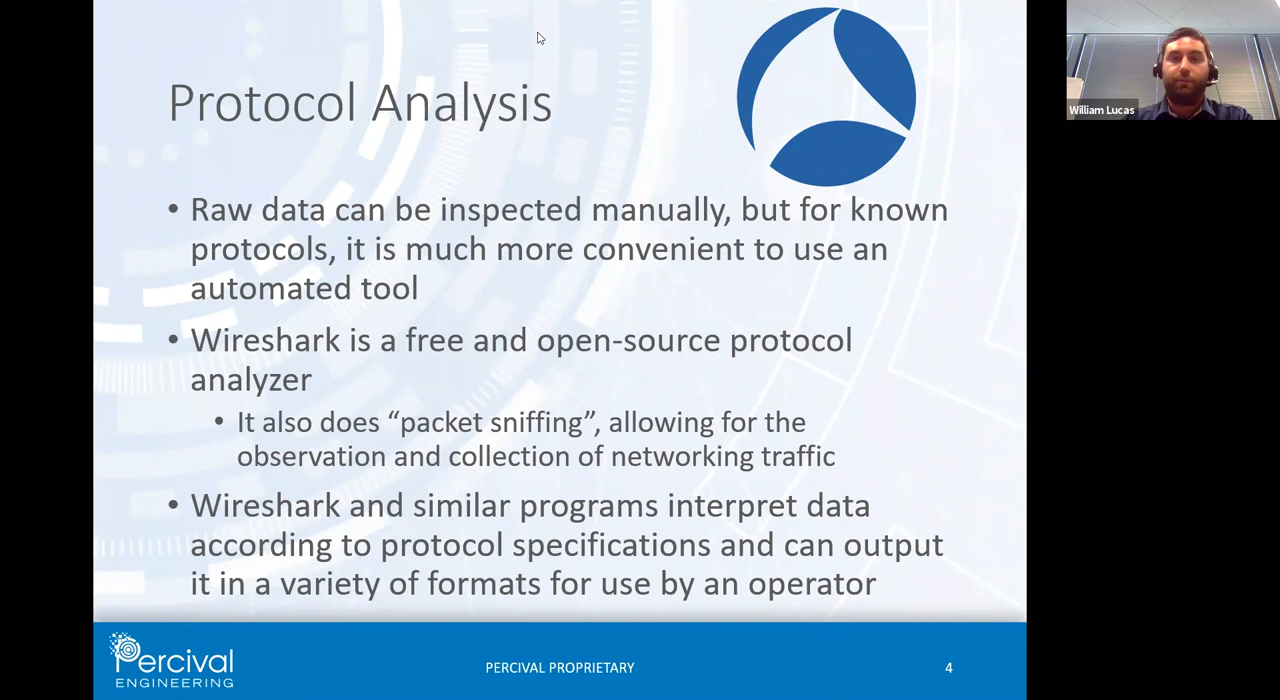 Protocol Analysis
• Raw data can be inspected manually, but for known
protocols, it is much more convenient to use an
automated tool
• Wireshark is a free and open-source protocol
analyzer
• It also does “packet sniffing”, allowing for the
observation and collection of networking traffic
• Wireshark and similar programs interpret data
according to protocol specifications and can output
it in a variety of formats for use by an operator
Percival
ENGINEERING
PERCIVAL PROPRIETARY
4
William Lucas